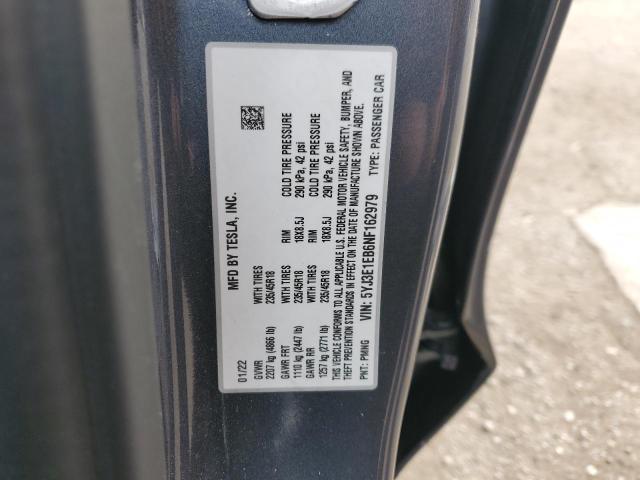 MFD BY TESLA, INC.
01/22
GVWR WITH TIRES RIM COLD TIRE PRESSURE
2207 kg (4866 lb) 235/45R18 18X8.5J 290 kPa, 42 psi
GAWR FRT WITH TIRES RIM COLD TIRE PRESSURE
1110 kg (2447 lb) 235/45R18 18X8.5J 290 kPa, 42 psi
GAWR RR
1257 kg (2771 lb)
THIS VEHICLE CONFORMS TO ALL APPLICABLE U.S. FEDERAL MOTOR VEHICLE SAFETY, BUMPER, AND
THEFT PREVENTION STANDARDS IN EFFECT ON THE DATE OF MANUFACTURE SHOWN ABOVE.
VIN: 5YJ3E1EB6NF162979 TYPE: PASSENGER CAR
PNT: PMNG